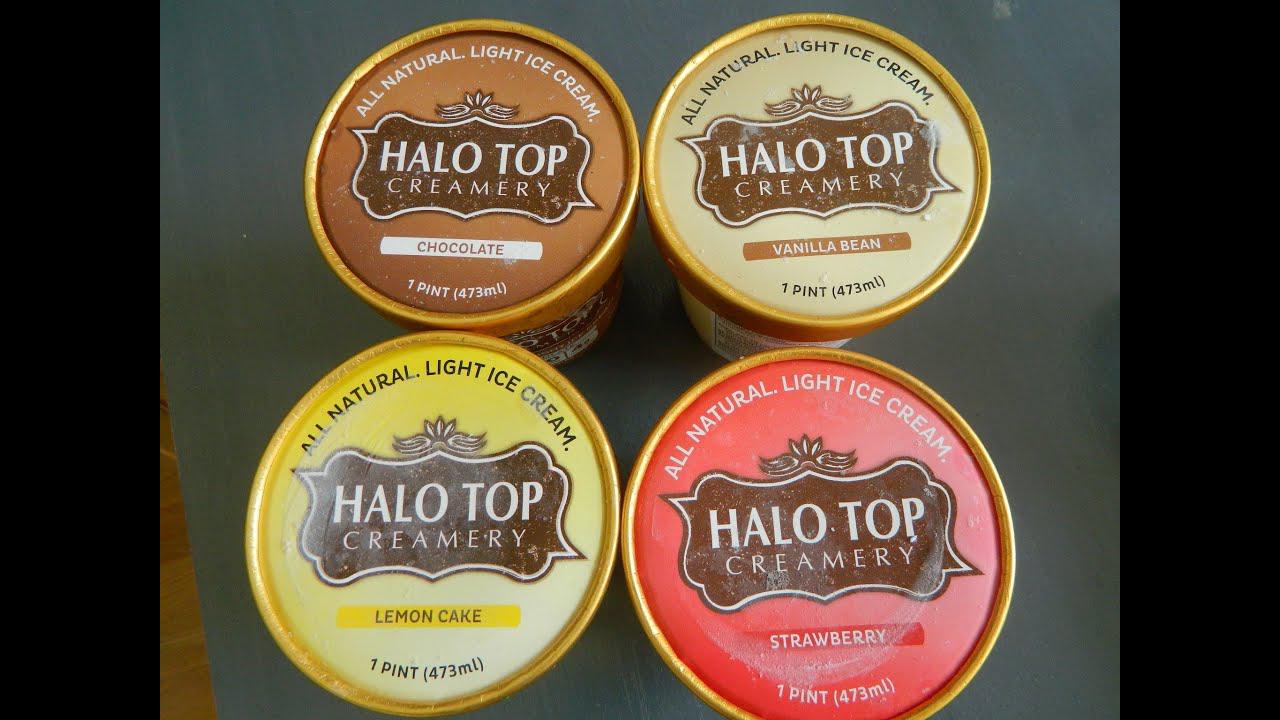 ALL NATURAL. LIGHT ICE CREAM.
HALO TOP
CREAMERY
CHOCOLATE
1 PINT (473ml)
ALL NATURAL. LIGHT ICE CREAM.
HALO TOP
CREAMERY
VANILLA BEAN
1 PINT (473ml)
ALL NATURAL. LIGHT ICE CREAM.
HALO TOP
CREAMERY
LEMON CAKE
1 PINT (473ml)
ALL NATURAL. LIGHT ICE CREAM.
HALO TOP
CREAMERY
STRAWBERRY
1 PINT (473ml)